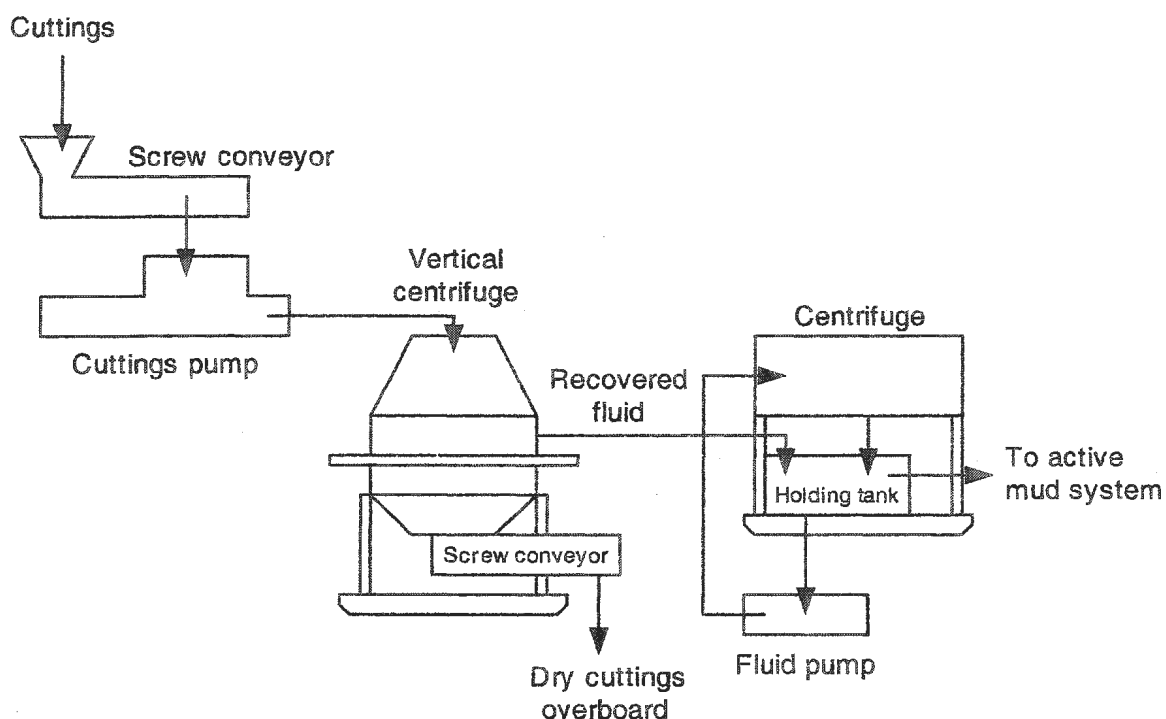 Cuttings
Screw conveyor
Cuttings pump
Vertical
centrifuge
Recovered
fluid
Centrifuge
Holding tank
To active
mud system
Screw conveyor
Dry cuttings
overboard
Fluid pump